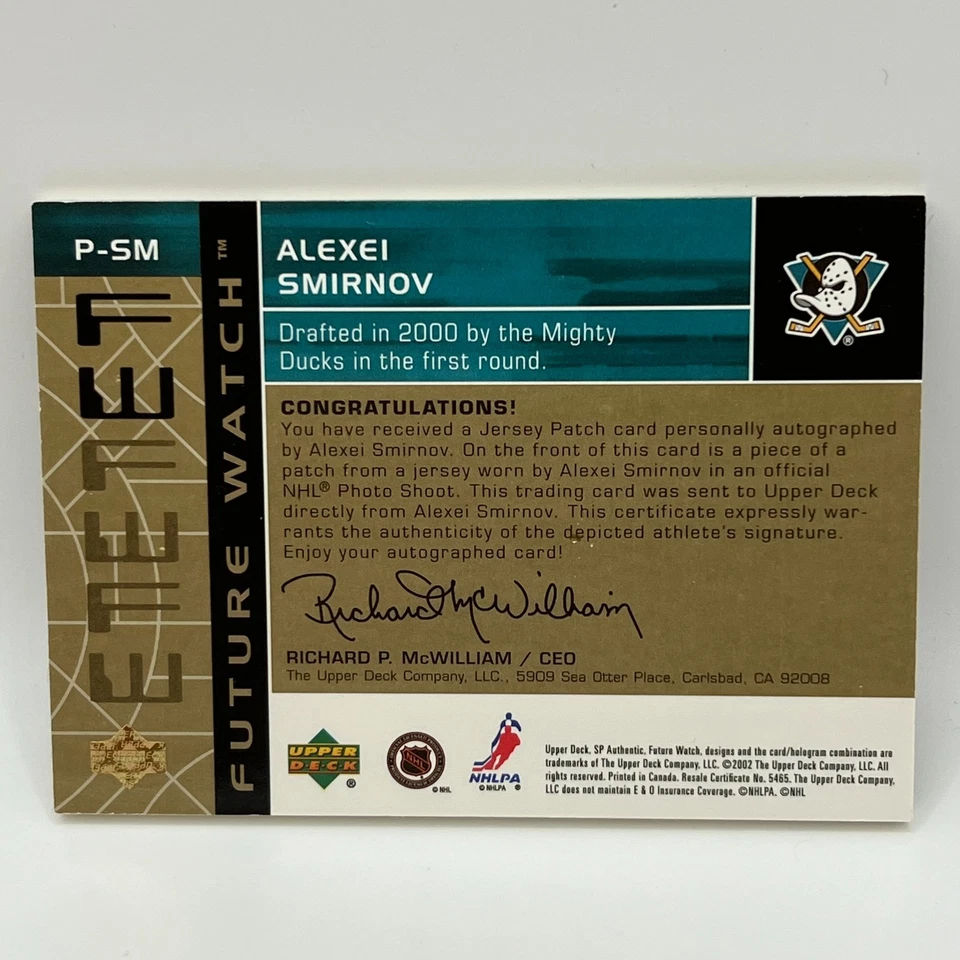 P-SM
FUTURE WATCH™
ALEXEI
SMIRNOV
Drafted in 2000 by the Mighty
Ducks in the first round.
®
CONGRATULATIONS!
You have received a Jersey Patch card personally autographed
by Alexei Smirnov. On the front of this card is a piece of a
patch from a jersey worn by Alexei Smirnov in an official
NHL® Photo Shoot. This trading card was sent to Upper Deck
directly from Alexei Smirnov. This certificate expressly war-
rants the authenticity of the depicted athlete's signature.
Enjoy your autographed card!
Richard McWilliam
RICHARD P. McWILLIAM / CEO
The Upper Deck Company, LLC., 5909 Sea Otter Place, Carlsbad, CA 92008
UPPER
DECK
®
NHL
© NHL
NHLPA
© NHLPA
Upper Deck, SP Authentic, Future Watch, designs and the card/hologram combination are
trademarks of The Upper Deck Company, LLC. ©2002 The Upper Deck Company, LLC. All
rights reserved. Printed in Canada. Resale Certificate No. 5465. The Upper Deck Company,
LLC does not maintain E & O Insurance Coverage. ©NHLPA. ©NHL